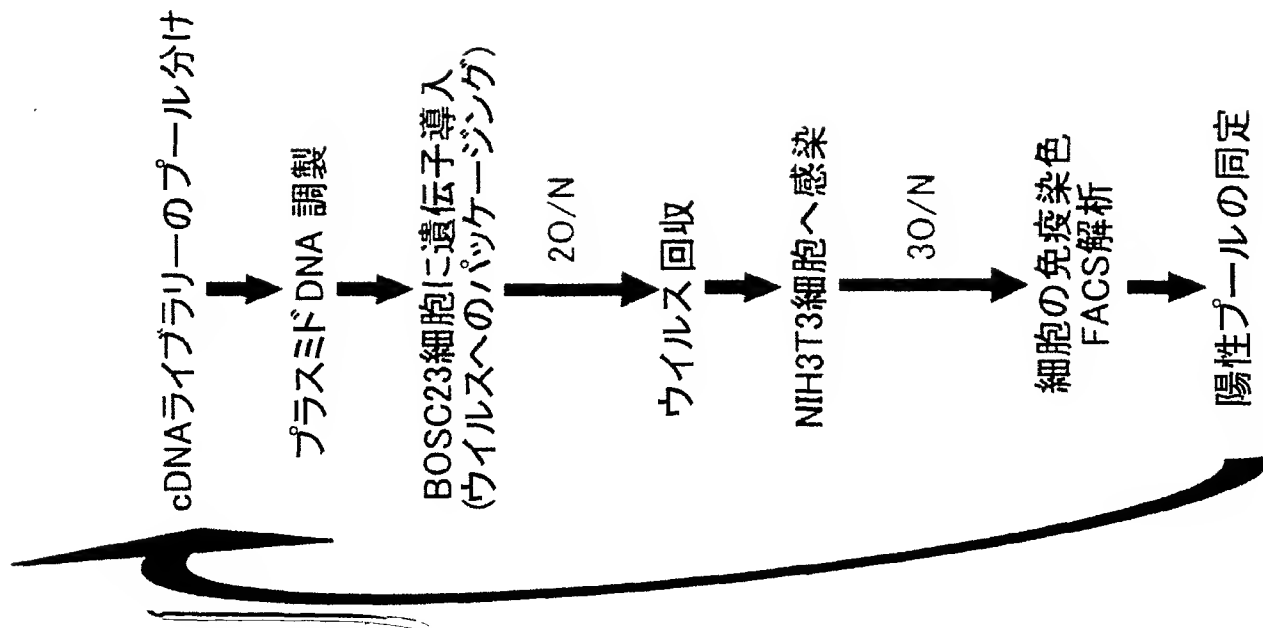 cDNAライブラリーのプール分け
プラスミドDNA 調製
BOSC23細胞に遺伝子導入
(ウイルスへのパッケージング)
2O/N
ウイルス回収
NIH3T3細胞へ感染
3O/N
細胞の免疫染色
FACS解析
陽性プールの同定